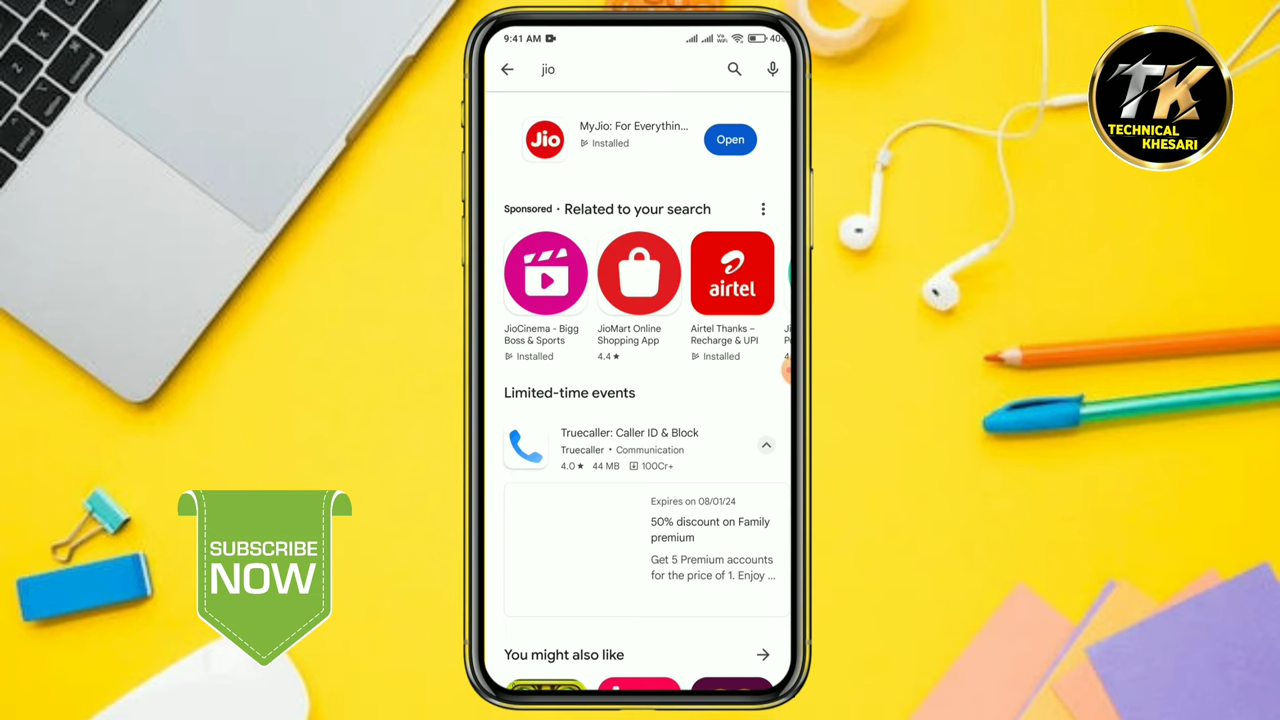 9:41 AM
Vo
WiFi
40
jio
Jio
MyJio: For Everythin...
Installed
Open
Sponsored • Related to your search
airtel
JioCinema - Bigg
Boss & Sports
Installed
JioMart Online
Shopping App
4.4★
Airtel Thanks –
Recharge & UPI
Installed
Limited-time events
Truecaller: Caller ID & Block
Truecaller • Communication
4.0★ 44 MB 100Cr+
Expires on 08/01/24
50% discount on Family
premium
Get 5 Premium accounts
for the price of 1. Enjoy ...
You might also like
TK
TECHNICAL
KHESARI
SUBSCRIBE
NOW